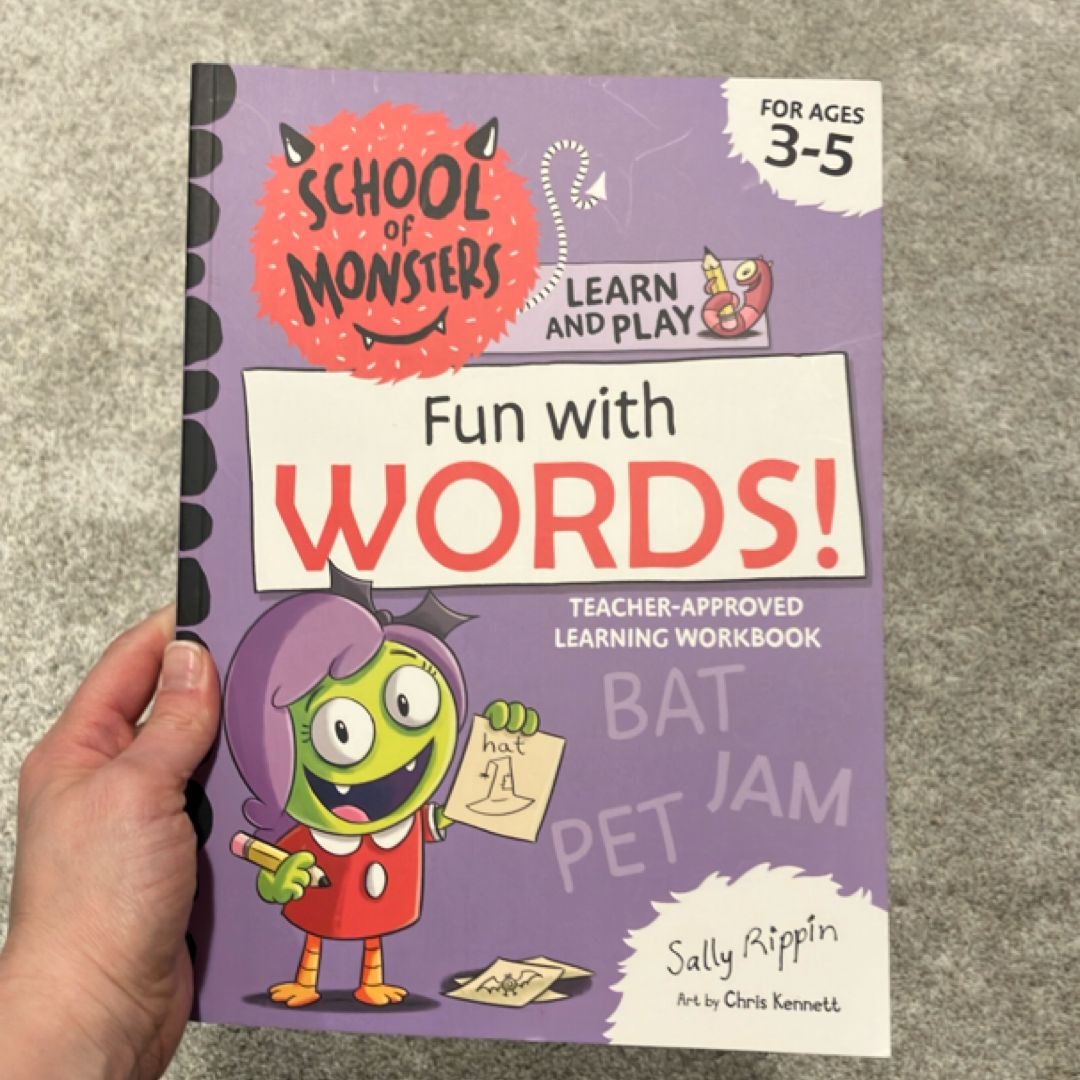 FOR AGES
3-5
SCHOOL
of
MONSTERS
LEARN
AND PLAY
Fun with
WORDS!
TEACHER-APPROVED
LEARNING WORKBOOK
BAT
JAM
PET
hat
Sally Rippin
Art by Chris Kennett